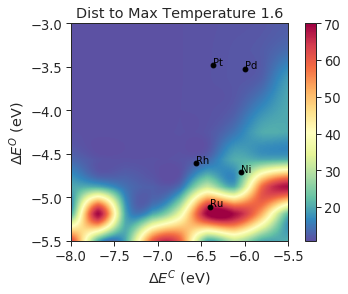 Dist to Max Temperature 1.6
−3.0
−3.5
−4.0
−4.5
−5.0
−5.5
ΔE^O (eV)
Pt
Pd
Rh
Ni
Ru
−8.0 −7.5 −7.0 −6.5 −6.0 −5.5
ΔE^C (eV)
70
60
50
40
30
20